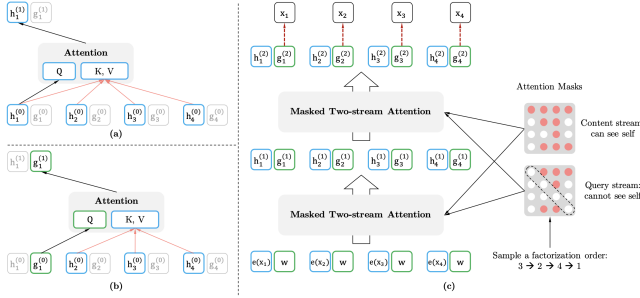 h₁⁽¹⁾ g₁⁽¹⁾
Attention
Q K, V
h₁⁽⁰⁾ g₁⁽⁰⁾ h₂⁽⁰⁾ g₂⁽⁰⁾ h₃⁽⁰⁾ g₃⁽⁰⁾ h₄⁽⁰⁾ g₄⁽⁰⁾
(a)
h₁⁽¹⁾ g₁⁽¹⁾
Attention
Q K, V
h₁⁽⁰⁾ g₁⁽⁰⁾ h₂⁽⁰⁾ g₂⁽⁰⁾ h₃⁽⁰⁾ g₃⁽⁰⁾ h₄⁽⁰⁾ g₄⁽⁰⁾
(b)
x₁ x₂ x₃ x₄
h₁⁽²⁾ g₁⁽²⁾ h₂⁽²⁾ g₂⁽²⁾ h₃⁽²⁾ g₃⁽²⁾ h₄⁽²⁾ g₄⁽²⁾
Masked Two-stream Attention
h₁⁽¹⁾ g₁⁽¹⁾ h₂⁽¹⁾ g₂⁽¹⁾ h₃⁽¹⁾ g₃⁽¹⁾ h₄⁽¹⁾ g₄⁽¹⁾
Masked Two-stream Attention
e(x₁) w e(x₂) w e(x₃) w e(x₄) w
(c)
Attention Masks
Content stream:
can see self
Query stream:
cannot see self
Sample a factorization order:
3 → 2 → 4 → 1